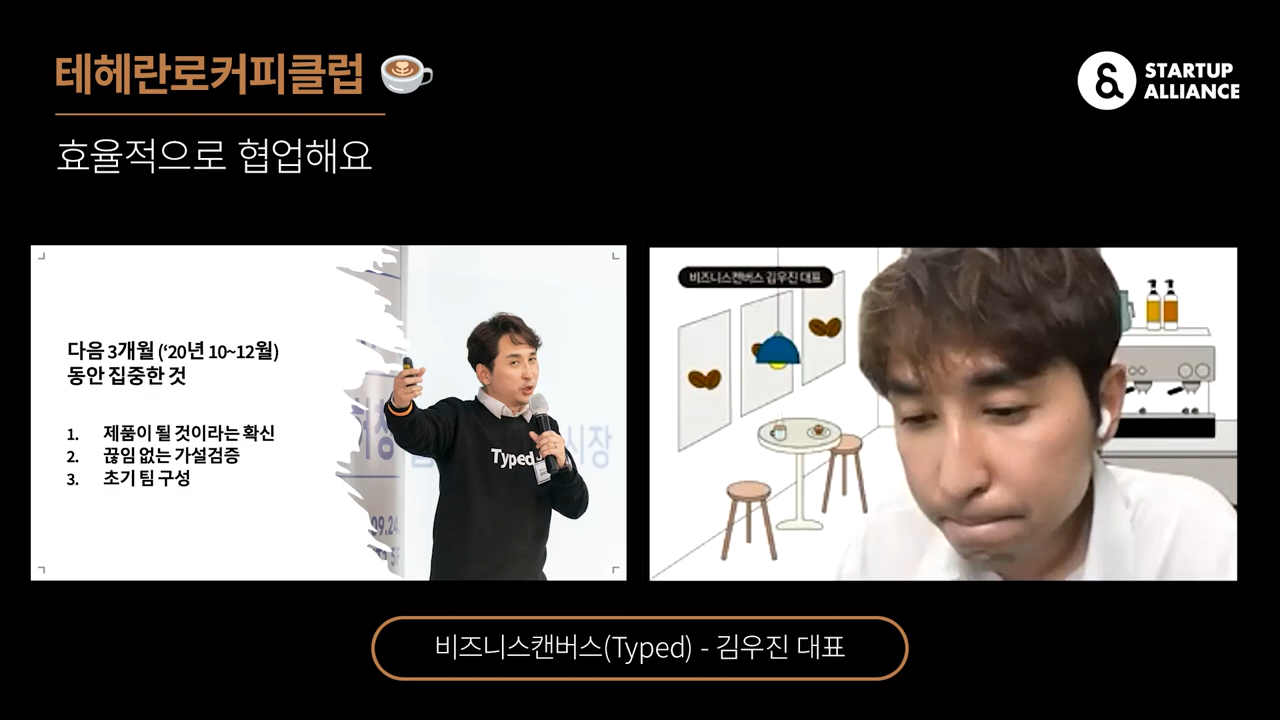 테헤란로커피클럽
STARTUP
ALLIANCE
효율적으로 협업해요
다음 3개월 (‘20년 10~12월)
동안 집중한 것
1. 제품이 될 것이라는 확신
2. 끊임 없는 가설검증
3. 초기 팀 구성
Typed
시장
09.24
비즈니스캔버스 김우진 대표
비즈니스캔버스(Typed) - 김우진 대표